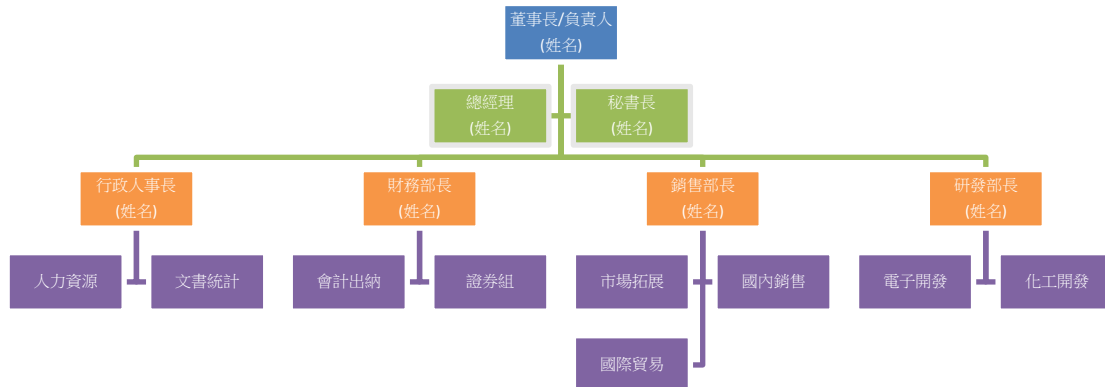 董事長/負責人
(姓名)
總經理
(姓名)
秘書長
(姓名)
行政人事長
(姓名)
財務部長
(姓名)
銷售部長
(姓名)
研發部長
(姓名)
人力資源
文書統計
會計出納
證券組
市場拓展
國內銷售
電子開發
化工開發
國際貿易